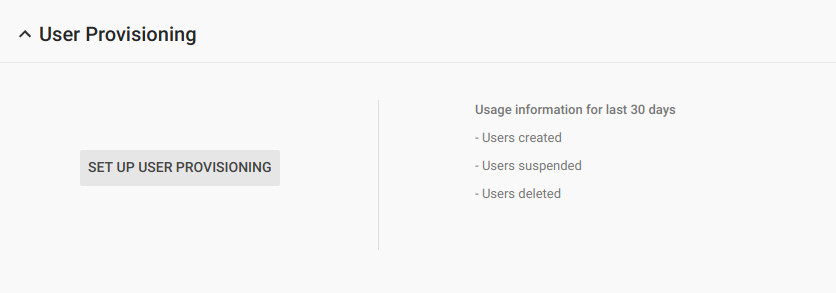 User Provisioning
SET UP USER PROVISIONING
Usage information for last 30 days
- Users created
- Users suspended
- Users deleted